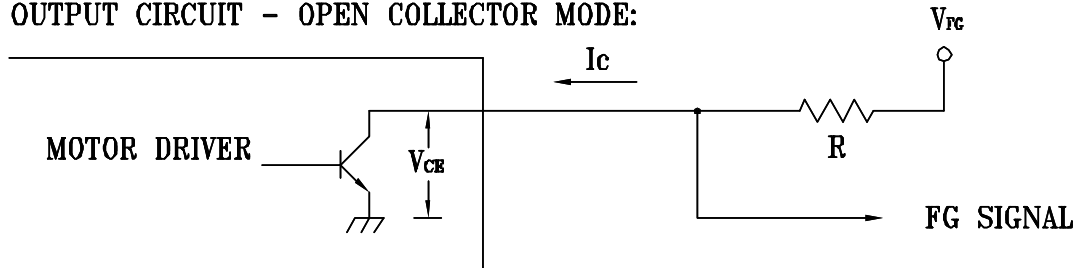 OUTPUT CIRCUIT - OPEN COLLECTOR MODE:
VFG
Ic
MOTOR DRIVER
VCE
R
FG SIGNAL